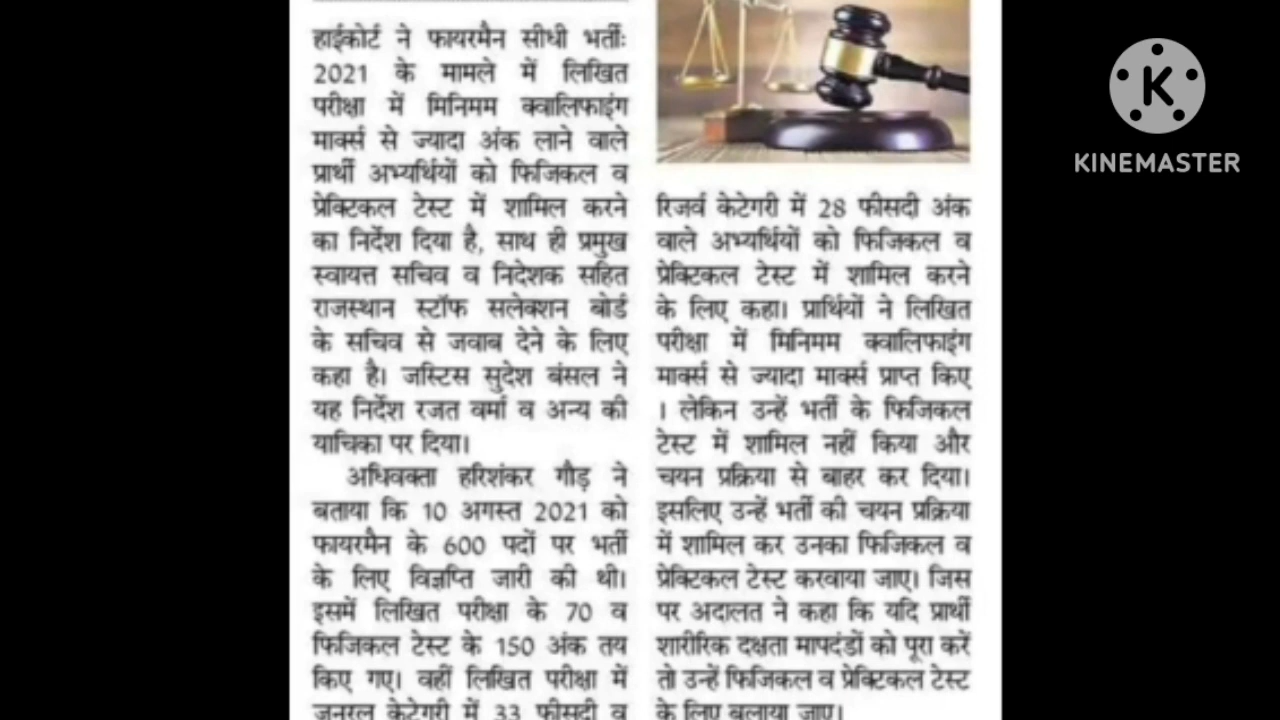 हाईकोर्ट ने फायरमैन सीधी भर्तीः
2021 के मामले में लिखित
परीक्षा में मिनिमम क्वालिफाइंग
मार्क्स से ज्यादा अंक लाने वाले
प्रार्थी अभ्यर्थियों को फिजिकल व
प्रेक्टिकल टेस्ट में शामिल करने
का निर्देश दिया है, साथ ही प्रमुख
स्वायत्त सचिव व निदेशक सहित
राजस्थान स्टॉफ सलेक्शन बोर्ड
के सचिव से जवाब देने के लिए
कहा है। जस्टिस सुदेश बंसल ने
यह निर्देश रजत वर्मा व अन्य की
याचिका पर दिया।
अधिवक्ता हरिशंकर गौड़ ने
बताया कि 10 अगस्त 2021 को
फायरमैन के 600 पदों पर भर्ती
के लिए विज्ञप्ति जारी की थी।
इसमें लिखित परीक्षा के 70 व
फिजिकल टेस्ट के 150 अंक तय
किए गए। वहीं लिखित परीक्षा में
जनरल केटेगरी में 33 फीसदी व
रिजर्व केटेगरी में 28 फीसदी अंक
वाले अभ्यर्थियों को फिजिकल व
प्रेक्टिकल टेस्ट में शामिल करने
के लिए कहा। प्रार्थियों ने लिखित
परीक्षा में मिनिमम क्वालिफाइंग
मार्क्स से ज्यादा मार्क्स प्राप्त किए
। लेकिन उन्हें भर्ती के फिजिकल
टेस्ट में शामिल नहीं किया और
चयन प्रक्रिया से बाहर कर दिया।
इसलिए उन्हें भर्ती की चयन प्रक्रिया
में शामिल कर उनका फिजिकल व
प्रेक्टिकल टेस्ट करवाया जाए। जिस
पर अदालत ने कहा कि यदि प्रार्थी
शारीरिक दक्षता मापदंडों को पूरा करें
तो उन्हें फिजिकल व प्रेक्टिकल टेस्ट
के लिए बुलाया जाए।
K
KINEMASTER